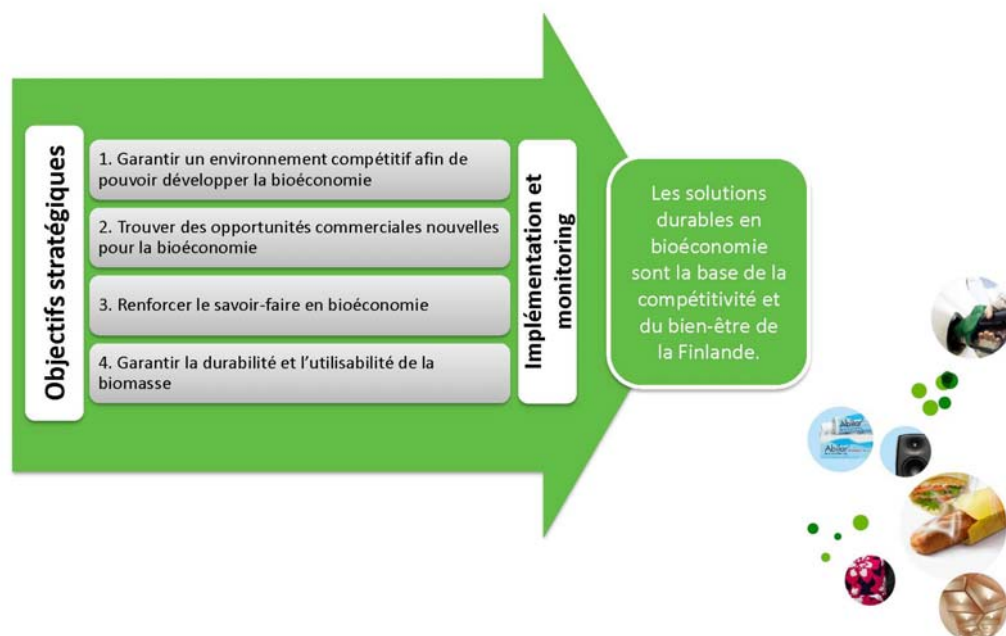 Objectifs stratégiques
1. Garantir un environnement compétitif afin de
pouvoir développer la bioéconomie
2. Trouver des opportunités commerciales nouvelles
pour la bioéconomie
3. Renforcer le savoir-faire en bioéconomie
4. Garantir la durabilité et l’utilisabilité de la
biomasse
Implémentation et
monitoring
Les solutions
durables en
bioéconomie
sont la base de la
compétitivité et
du bien-être de
la Finlande.